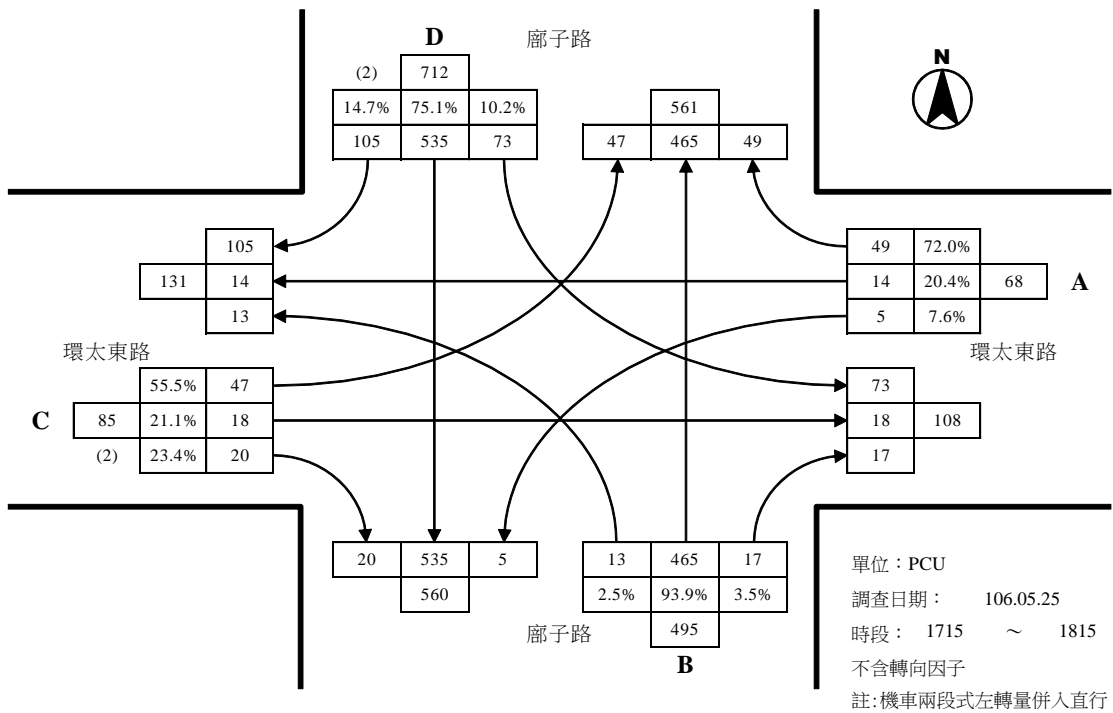 D 廍子路
N
(2) 712
14.7% 75.1% 10.2%
105 535 73
561
47 465 49
105
131 14
13
49 72.0%
14 20.4% 68
5 7.6%
A
環太東路
環太東路
55.5% 47
C 85 21.1% 18
(2) 23.4% 20
73
18 108
17
20 535 5
560
13 465 17
2.5% 93.9% 3.5%
495
廍子路
B
單位：PCU
調查日期： 106.05.25
時段： 1715 ～ 1815
不含轉向因子
註:機車兩段式左轉量併入直行